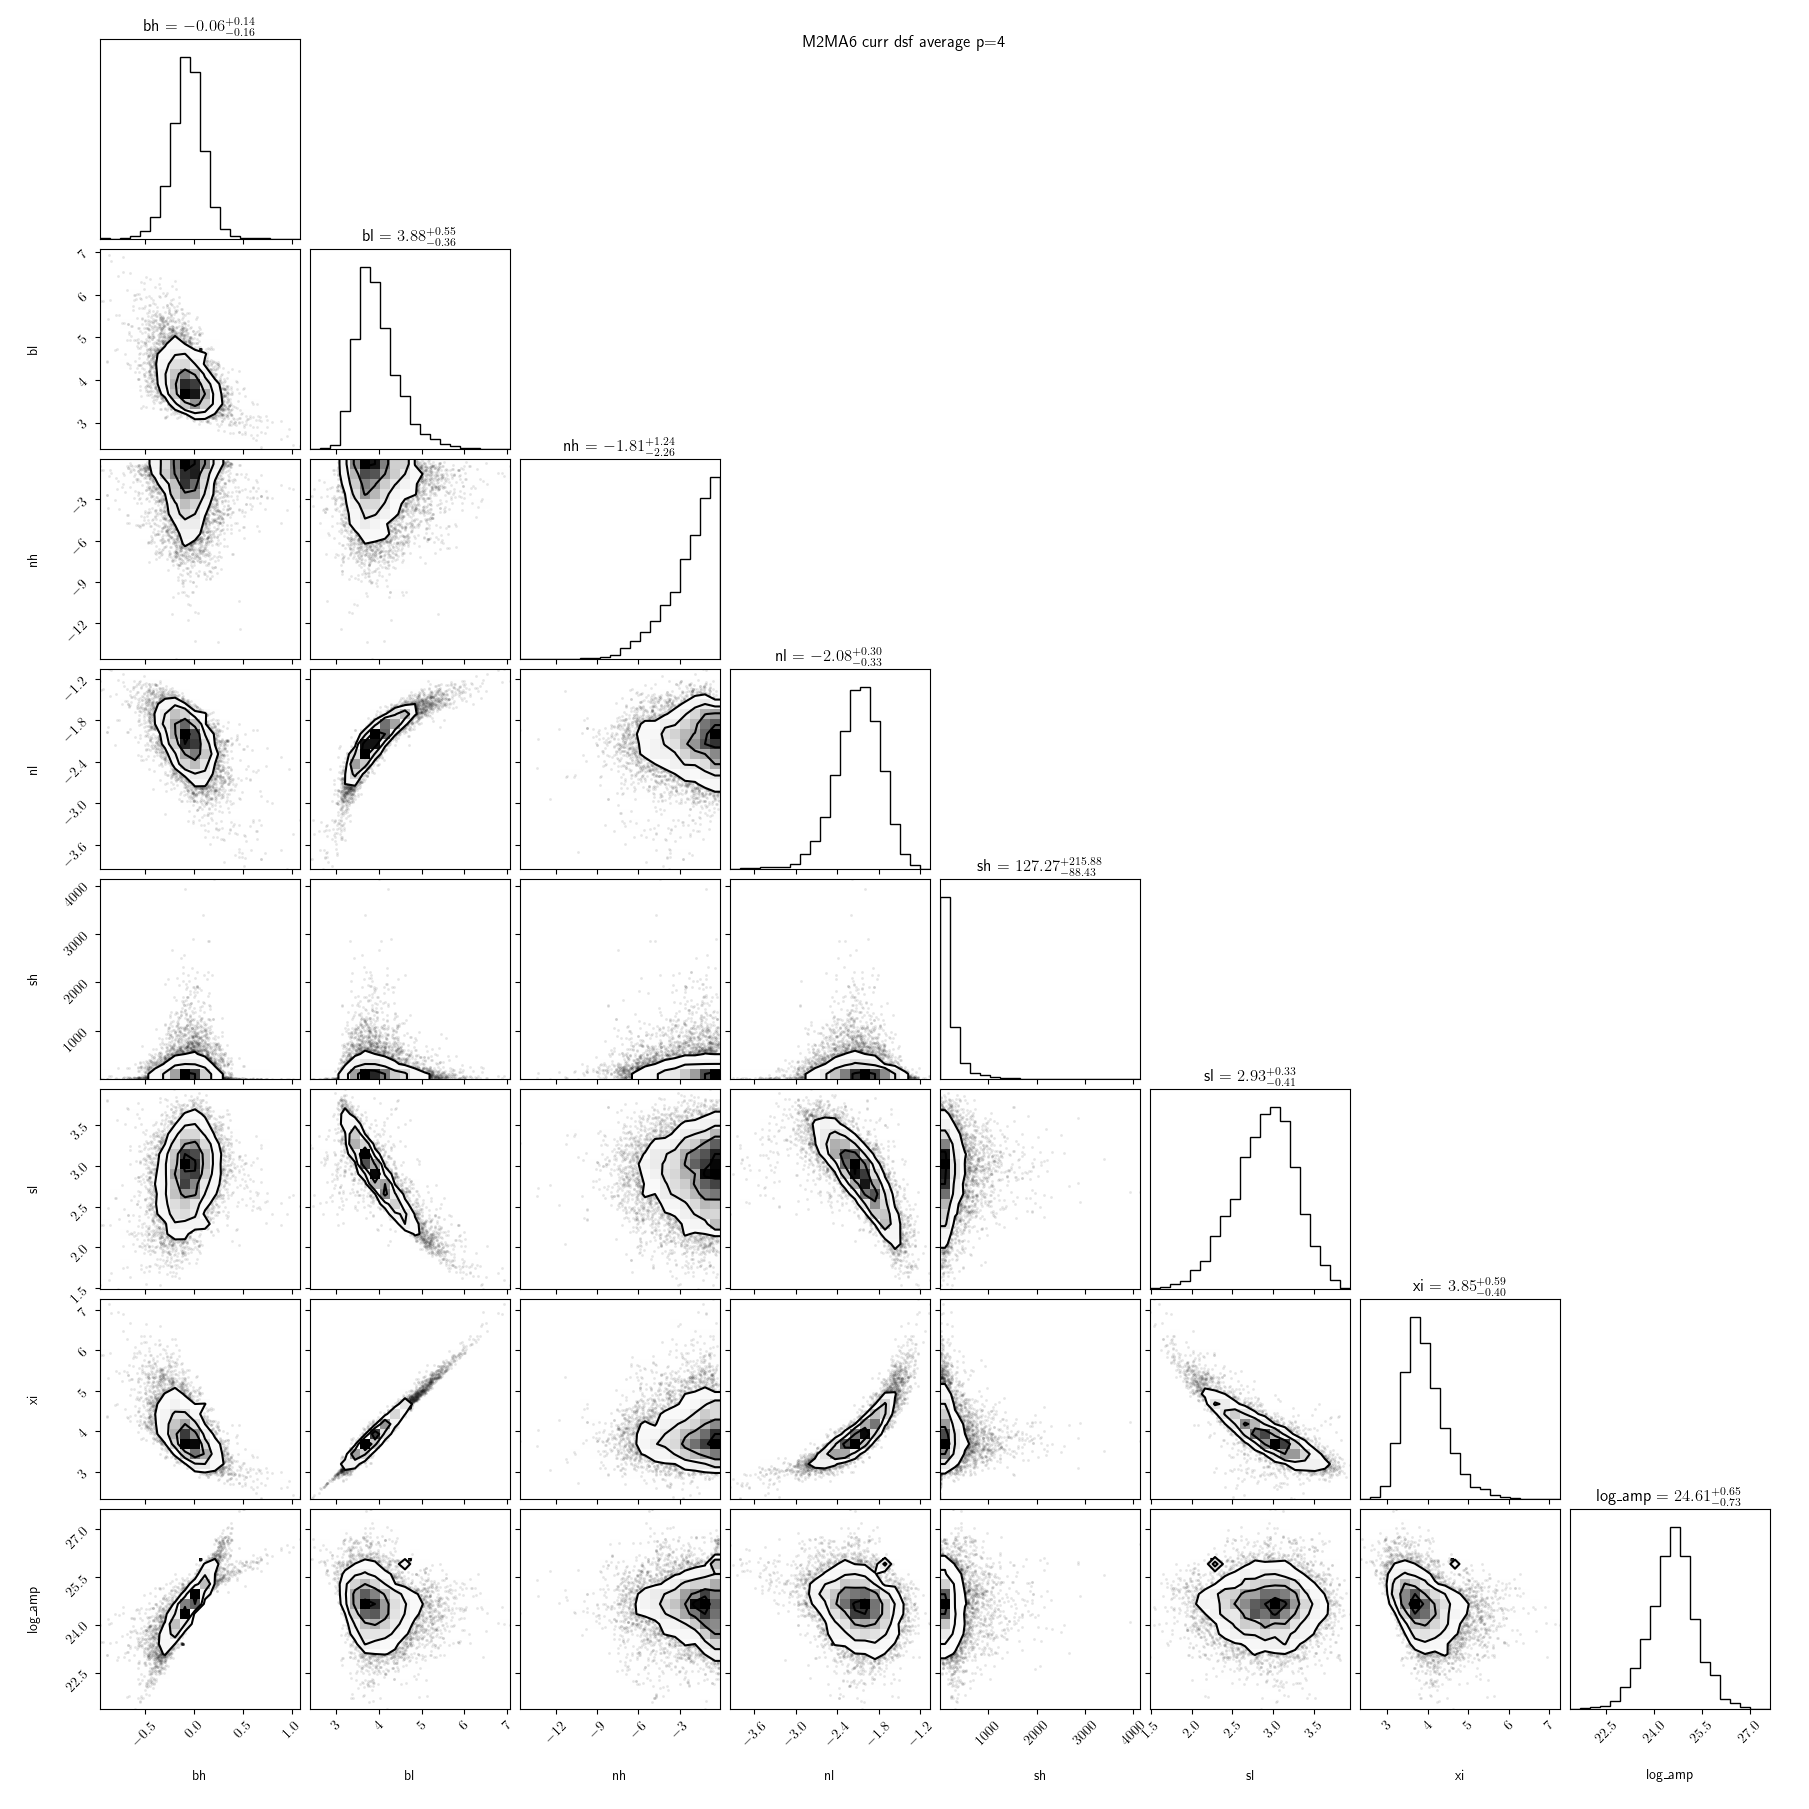 M2MA6 curr dsf average p=4
bh = −0.06+0.14−0.16
bl = 3.88+0.55−0.36
7
6
5
4
3
bl
nh = −1.81+1.24−2.26
−3
−6
−9
−12
nh
nl = −2.08+0.30−0.33
−1.2
−1.8
−2.4
−3.0
−3.6
nl
sh = 127.27+215.88−88.43
4000
3000
2000
1000
sh
sl = 2.93+0.33−0.41
3.5
3.0
2.5
2.0
1.5
sl
xi = 3.85+0.59−0.40
7
6
5
4
3
xi
log_amp = 24.61+0.65−0.73
27.0
25.5
24.0
22.5
log_amp
−0.5 0.0 0.5 1.0 3 4 5 6 7 −12 −9 −6 −3 −3.6 −3.0 −2.4 −1.8 −1.2 1000 2000 3000 4000 1.5 2.0 2.5 3.0 3.5 3 4 5 6 7 22.5 24.0 25.5 27.0
bh bl nh nl sh sl xi log_amp